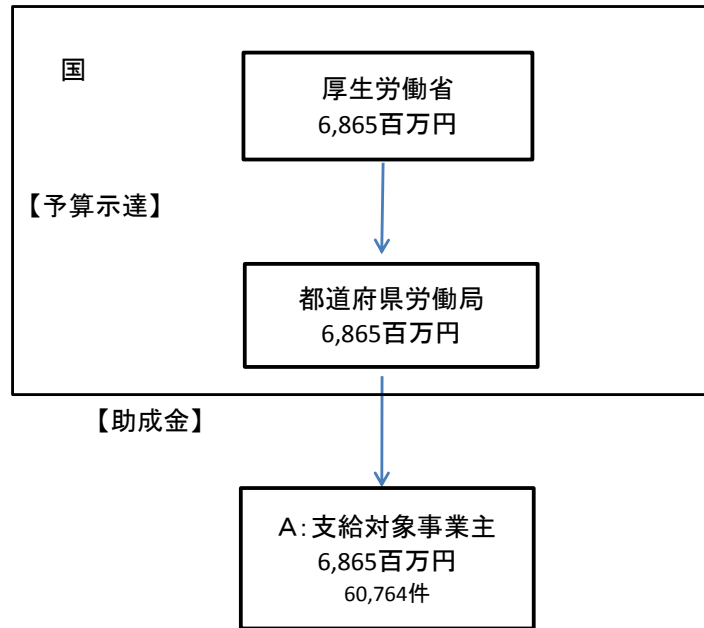 国
厚生労働省
6,865百万円
【予算示達】
都道府県労働局
6,865百万円
【助成金】
A:支給対象事業主
6,865百万円
60,764件